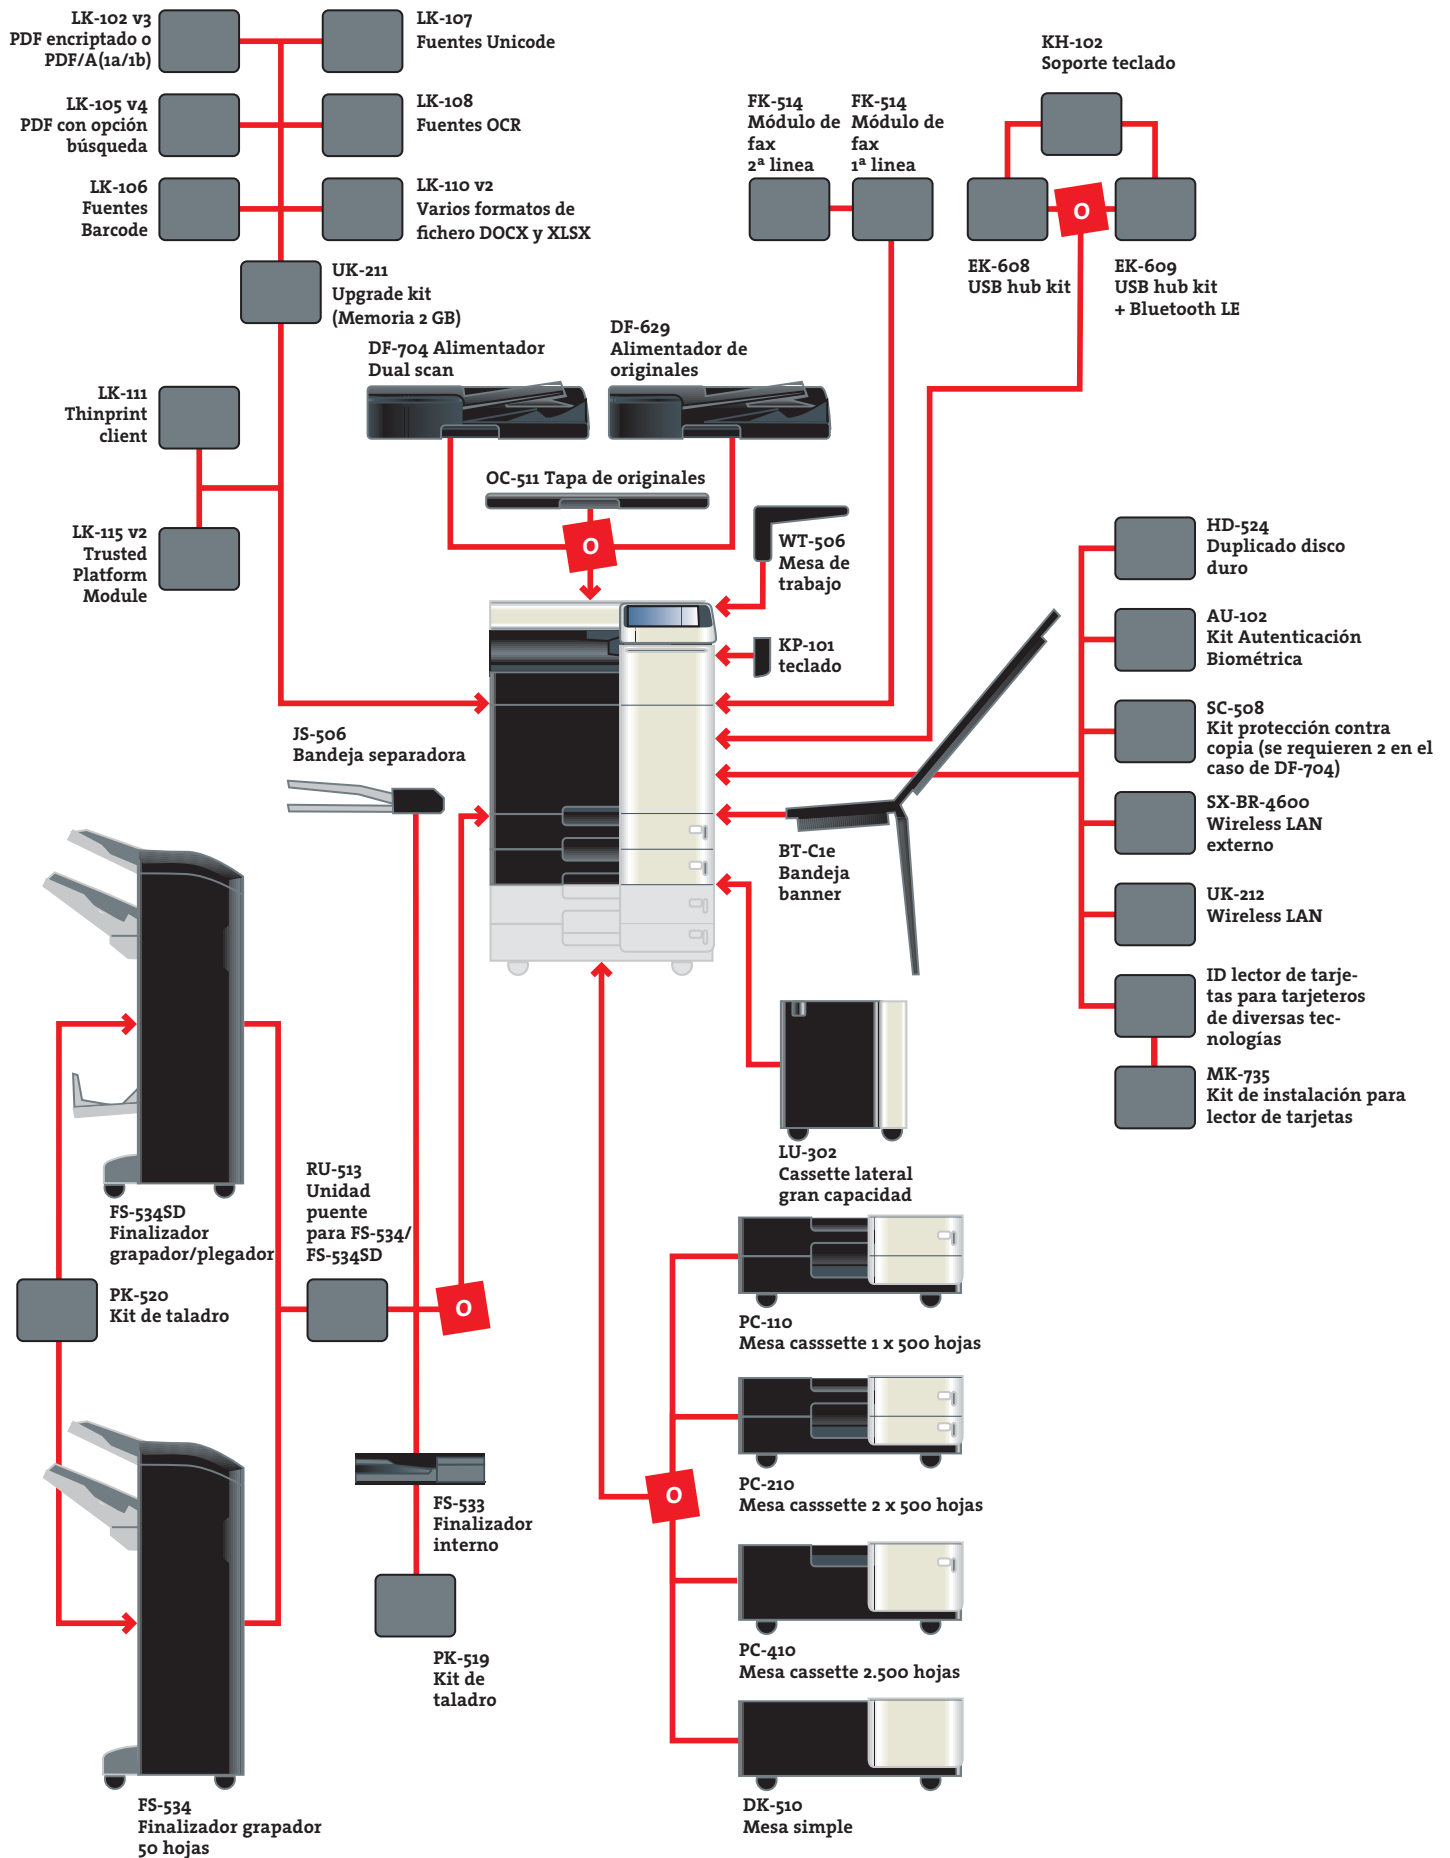 LK-102 v3
PDF encriptado o
PDF/A(1a/1b)
LK-107
Fuentes Unicode
LK-105 v4
PDF con opción
búsqueda
LK-108
Fuentes OCR
LK-106
Fuentes
Barcode
LK-110 v2
Varios formatos de
fichero DOCX y XLSX
UK-211
Upgrade kit
(Memoria 2 GB)
LK-111
Thinprint
client
LK-115 v2
Trusted
Platform
Module
FK-514
Módulo de
fax
2ª linea
FK-514
Módulo de
fax
1ª linea
KH-102
Soporte teclado
O
EK-608
USB hub kit
EK-609
USB hub kit
+ Bluetooth LE
DF-704 Alimentador
Dual scan
DF-629
Alimentador de
originales
OC-511 Tapa de originales
O
WT-506
Mesa de
trabajo
KP-101
teclado
HD-524
Duplicado disco
duro
AU-102
Kit Autenticación
Biométrica
SC-508
Kit protección contra
copia (se requieren 2 en el
caso de DF-704)
SX-BR-4600
Wireless LAN
externo
UK-212
Wireless LAN
ID lector de tarje-
tas para tarjeteros
de diversas tec-
nologías
MK-735
Kit de instalación para
lector de tarjetas
JS-506
Bandeja separadora
BT-C1e
Bandeja
banner
LU-302
Cassette lateral
gran capacidad
FS-534SD
Finalizador
grapador/plegador
RU-513
Unidad
puente
para FS-534/
FS-534SD
PK-520
Kit de taladro
O
PC-110
Mesa casssette 1 x 500 hojas
PC-210
Mesa casssette 2 x 500 hojas
O
FS-533
Finalizador
interno
PK-519
Kit de
taladro
PC-410
Mesa cassette 2.500 hojas
DK-510
Mesa simple
FS-534
Finalizador grapador
50 hojas